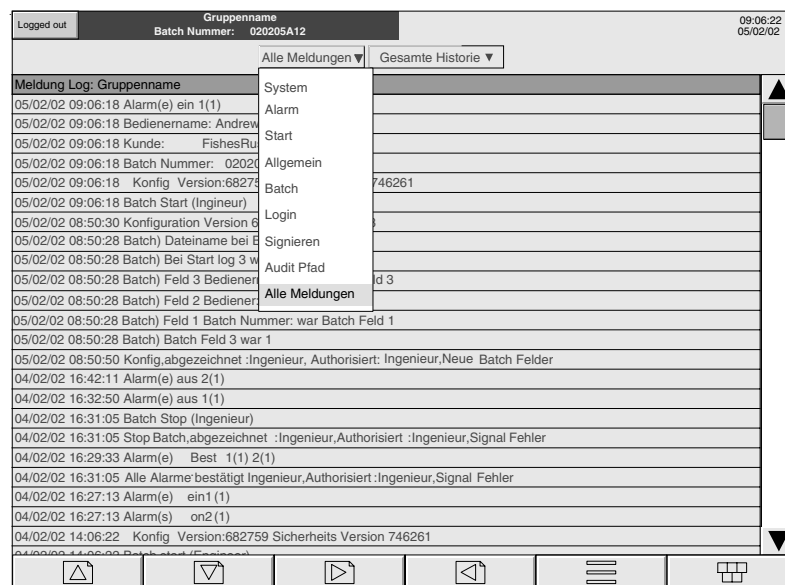 Logged out
Gruppenname
Batch Nummer: 020205A12
09:06:22
05/02/02
Alle Meldungen ▼
Gesamte Historie ▼
Meldung Log: Gruppenname
System
Alarm
Start
Allgemein
Batch
Login
Signieren
Audit Pfad
Alle Meldungen
05/02/02 09:06:18 Alarm(e) ein 1(1)
05/02/02 09:06:18 Bedienername: Andrew
05/02/02 09:06:18 Kunde: FishesRu
05/02/02 09:06:18 Batch Nummer: 0202
05/02/02 09:06:18 Konfig Version:6827 746261
05/02/02 09:06:18 Batch Start (Ingineur)
05/02/02 08:50:30 Konfiguration Version 6
05/02/02 08:50:28 Batch) Dateiname bei
05/02/02 08:50:28 Batch) Bei Start log 3 w
05/02/02 08:50:28 Batch) Feld 3 Bediener ld 3
05/02/02 08:50:28 Batch) Feld 2 Bediener
05/02/02 08:50:28 Batch) Feld 1 Batch Nummer: war Batch Feld 1
05/02/02 08:50:28 Batch) Batch Feld 3 war 1
05/02/02 08:50:50 Konfig,abgezeichnet :Ingenieur, Authorisiert: Ingenieur,Neue Batch Felder
04/02/02 16:42:11 Alarm(e) aus 2(1)
04/02/02 16:32:50 Alarm(e) aus 1(1)
04/02/02 16:31:05 Batch Stop (Ingenieur)
04/02/02 16:31:05 Stop Batch,abgezeichnet :Ingenieur,Authorisiert :Ingenieur,Signal Fehler
04/02/02 16:29:33 Alarm(e) Best 1(1) 2(1)
04/02/02 16:31:05 Alle Alarme bestätigt Ingenieur,Authorisiert :Ingenieur,Signal Fehler
04/02/02 16:27:13 Alarm(e) ein1 (1)
04/02/02 16:27:13 Alarm(s) on2 (1)
04/02/02 14:06:22 Konfig Version:682759 Sicherheits Version 746261